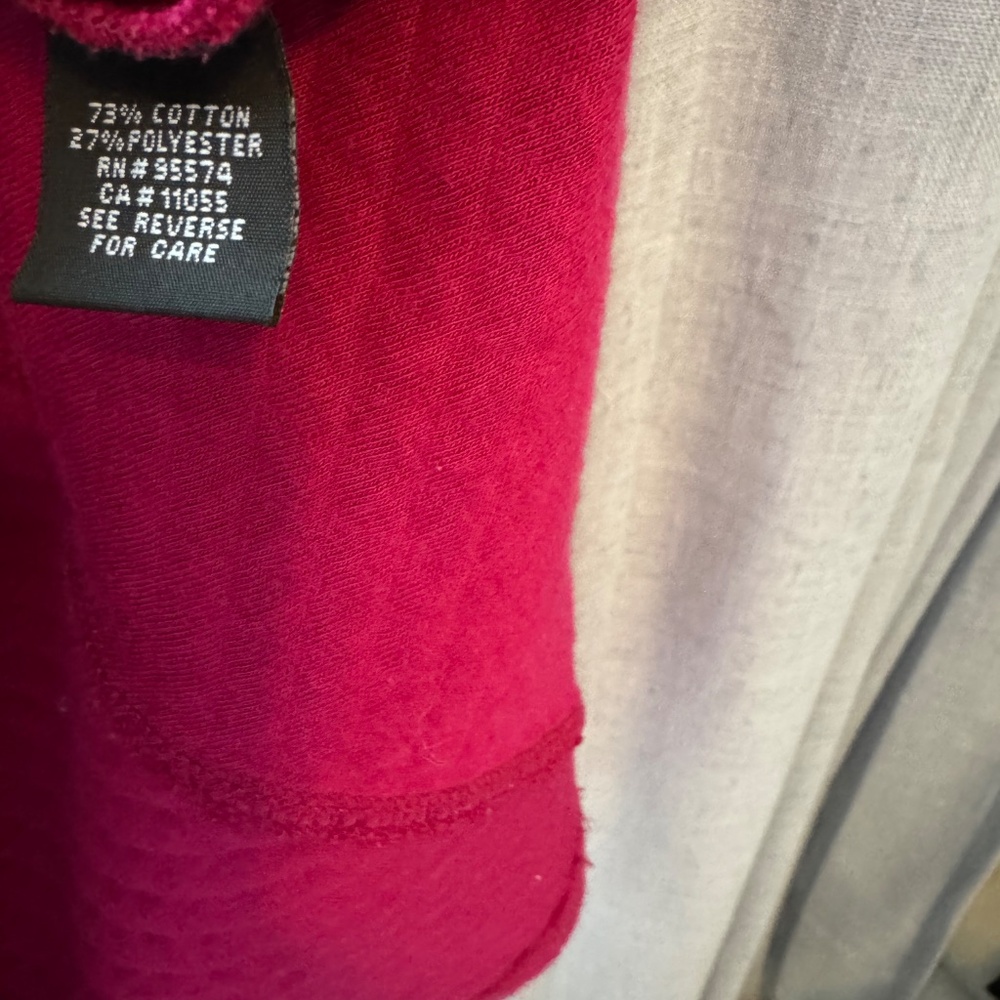 73% COTTON
27% POLYESTER
RN # 95574
CA # 11055
SEE REVERSE
FOR CARE